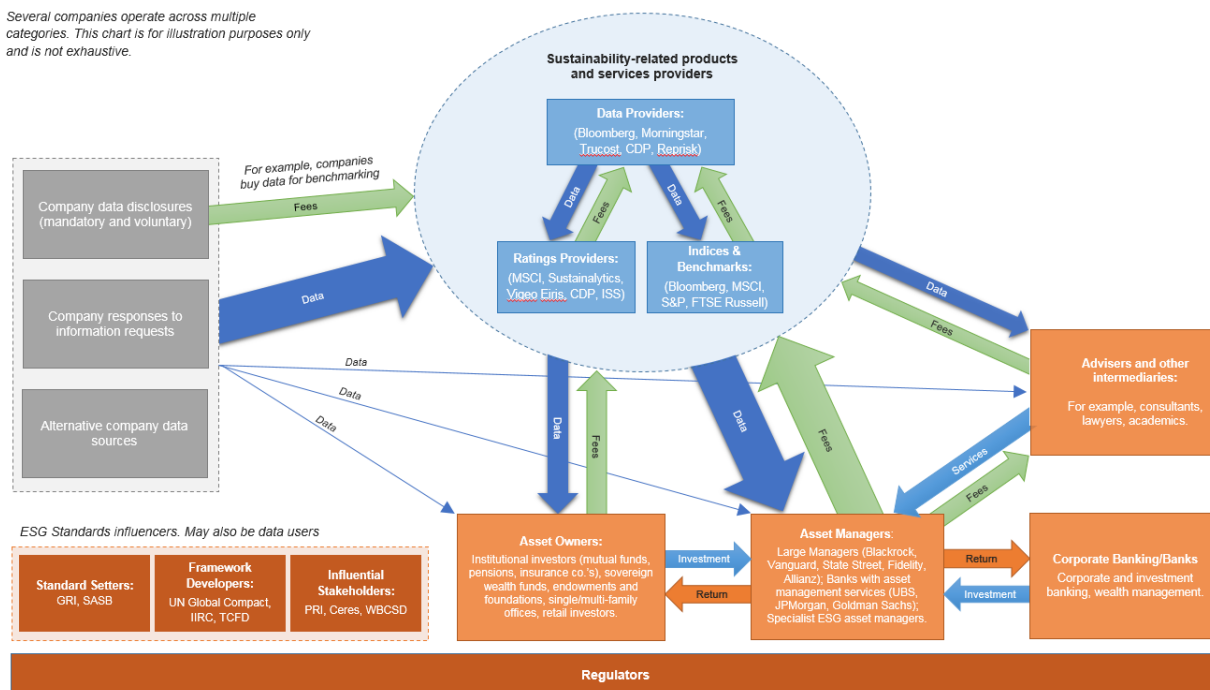 Several companies operate across multiple
categories. This chart is for illustration purposes only
and is not exhaustive.
Sustainability-related products
and services providers
Data Providers:
(Bloomberg, Morningstar,
Trucost, CDP, Reprisk)
For example, companies
buy data for benchmarking
Fees
Company data disclosures
(mandatory and voluntary)
Data
Fees
Data
Fees
Ratings Providers:
(MSCI, Sustainalytics,
Vigeo Eiris, CDP, ISS)
Indices &
Benchmarks:
(Bloomberg, MSCI,
S&P, FTSE Russell)
Data
Company responses to
information requests
Data
Fees
Data
Data
Data
Advisers and other
intermediaries:
For example, consultants,
lawyers, academics.
Alternative company data
sources
Data
Fees
Data
Fees
Services
Fees
ESG Standards influencers. May also be data users
Standard Setters:
GRI, SASB
Framework
Developers:
UN Global Compact,
IIRC, TCFD
Influential
Stakeholders:
PRI, Ceres, WBCSD
Asset Owners:
Institutional investors (mutual funds,
pensions, insurance co.'s), sovereign
wealth funds, endowments and
foundations, single/multi-family
offices, retail investors.
Investment
Return
Asset Managers:
Large Managers (Blackrock,
Vanguard, State Street, Fidelity,
Allianz); Banks with asset
management services (UBS,
JPMorgan, Goldman Sachs);
Specialist ESG asset managers.
Return
Investment
Corporate Banking/Banks
Corporate and investment
banking, wealth management.
Regulators